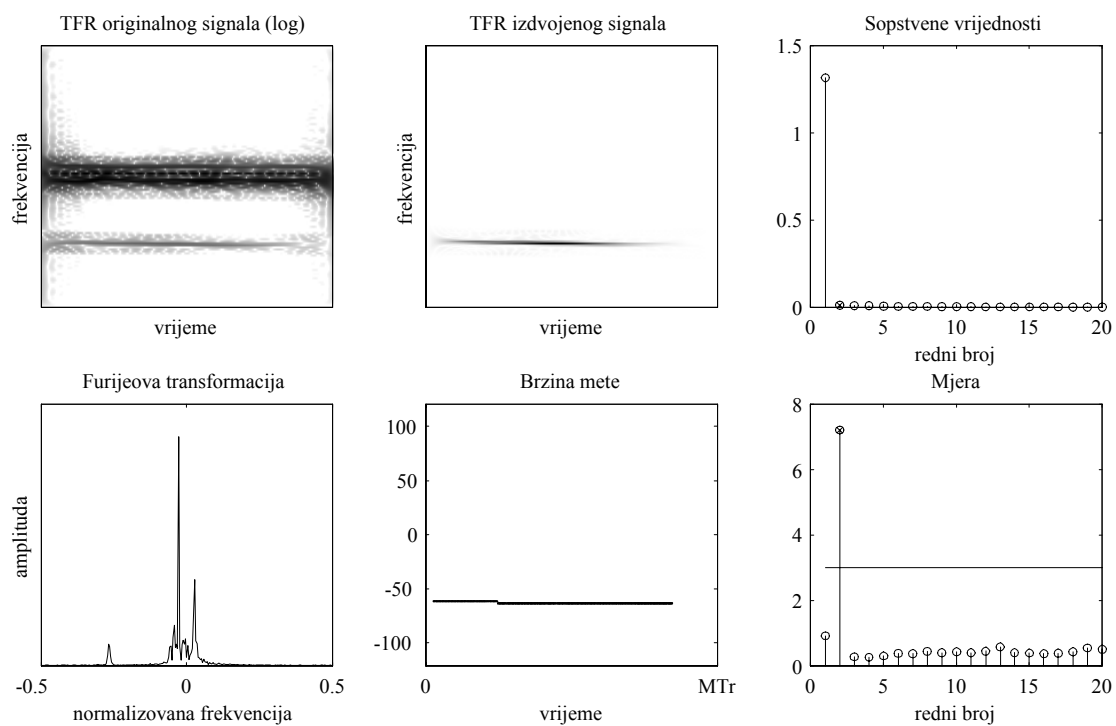 TFR originalnog signala (log)
frekvencija
vrijeme
TFR izdvojenog signala
frekvencija
vrijeme
Sopstvene vrijednosti
1.5
1
0.5
0
0 5 10 15 20
redni broj
Furijeova transformacija
amplituda
-0.5 0 0.5
normalizovana frekvencija
Brzina mete
100
50
0
-50
-100
0 MTr
vrijeme
Mjera
8
6
4
2
0
0 5 10 15 20
redni broj